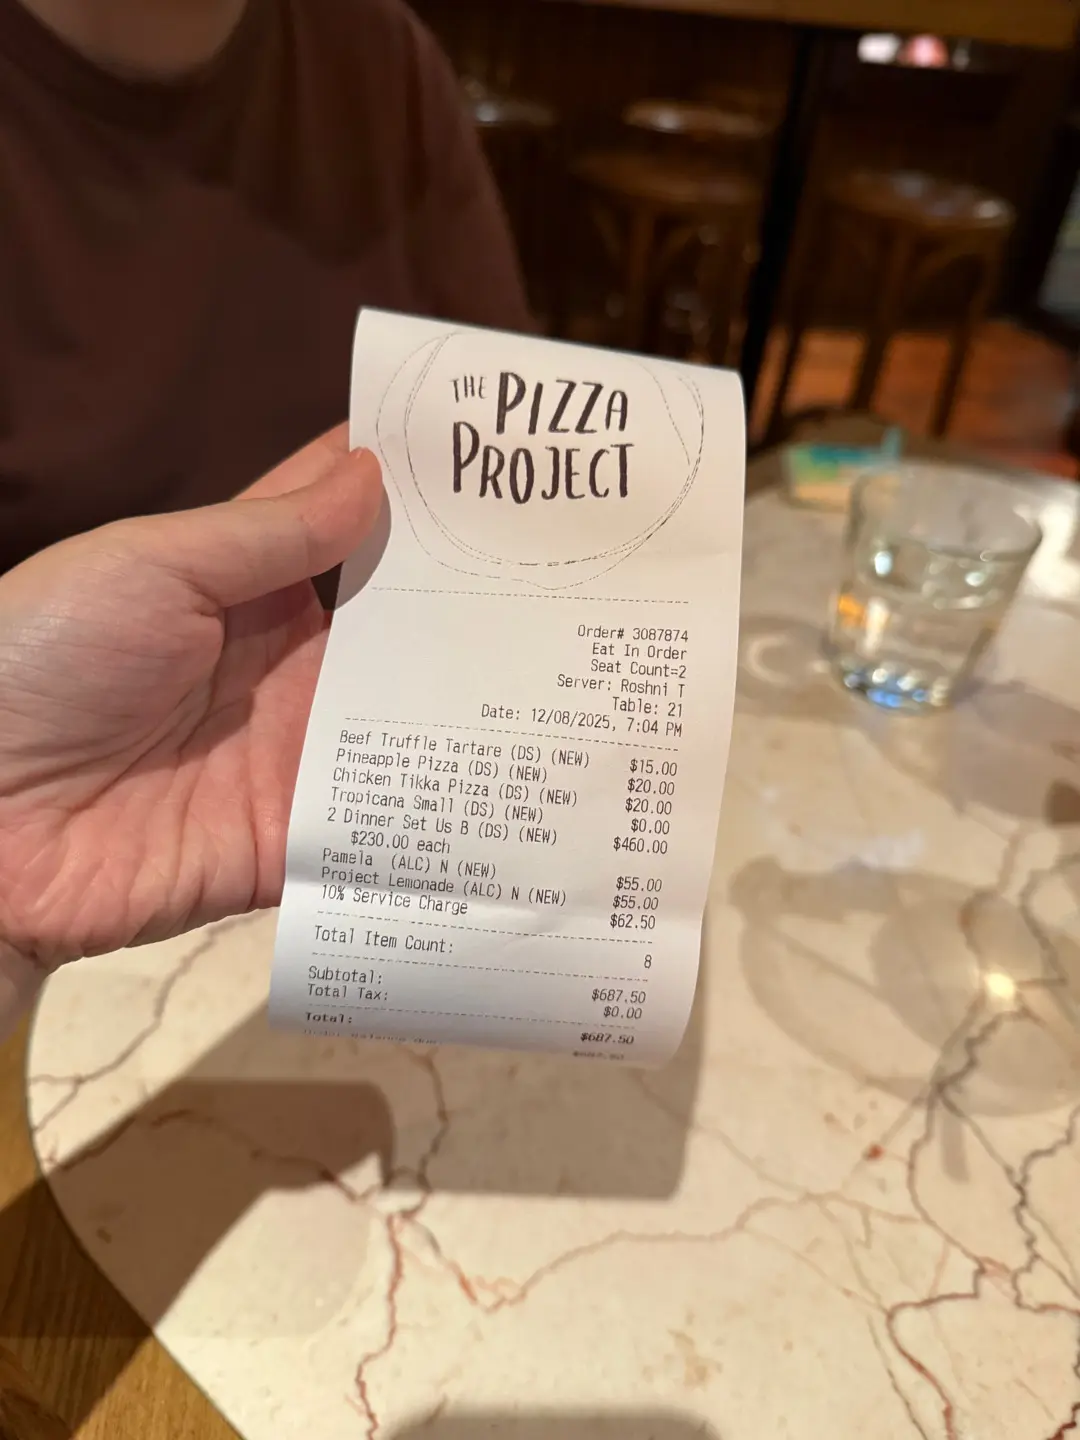 THE PIZZA
PROJECT
Order# 3087874
Eat In Order
Seat Count=2
Server: Roshni T
Table: 21
Date: 12/08/2025, 7:04 PM
Beef Truffle Tartare (DS) (NEW) $15.00
Pineapple Pizza (DS) (NEW) $20.00
Chicken Tikka Pizza (DS) (NEW) $20.00
Tropicana Small (DS) (NEW) $0.00
2 Dinner Set Us B (DS) (NEW) $460.00
$230.00 each
Pamela (ALC) N (NEW) $55.00
Project Lemonade (ALC) N (NEW) $55.00
10% Service Charge $62.50
Total Item Count: 8
Subtotal: $687.50
Total Tax: $0.00
Total: $687.50